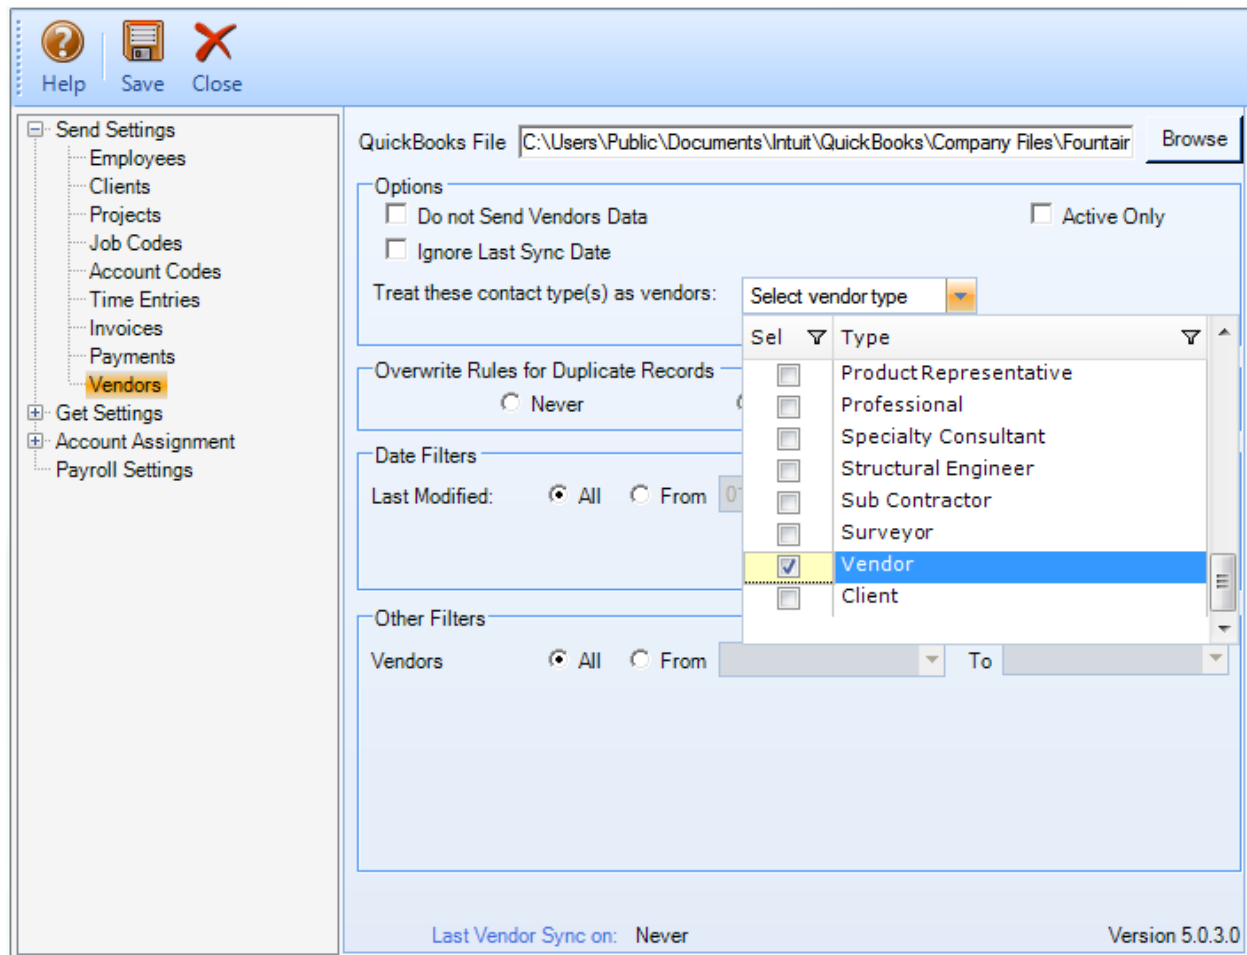 Help Save Close
Send Settings
Employees
Clients
Projects
Job Codes
Account Codes
Time Entries
Invoices
Payments
Vendors
Get Settings
Account Assignment
Payroll Settings
QuickBooks File C:\Users\Public\Documents\Intuit\QuickBooks\Company Files\Fountair Browse
Options
Do not Send Vendors Data Active Only
Ignore Last Sync Date
Treat these contact type(s) as vendors: Select vendor type
Sel Type
Product Representative
Professional
Specialty Consultant
Structural Engineer
Sub Contractor
Surveyor
Vendor
Client
Overwrite Rules for Duplicate Records
Never
Date Filters
Last Modified: All From
Other Filters
Vendors All From To
Last Vendor Sync on: Never Version 5.0.3.0